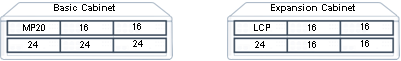 Basic Cabinet
MP20 16 16
24 24 24
Expansion Cabinet
LCP 16 16
24 16 16